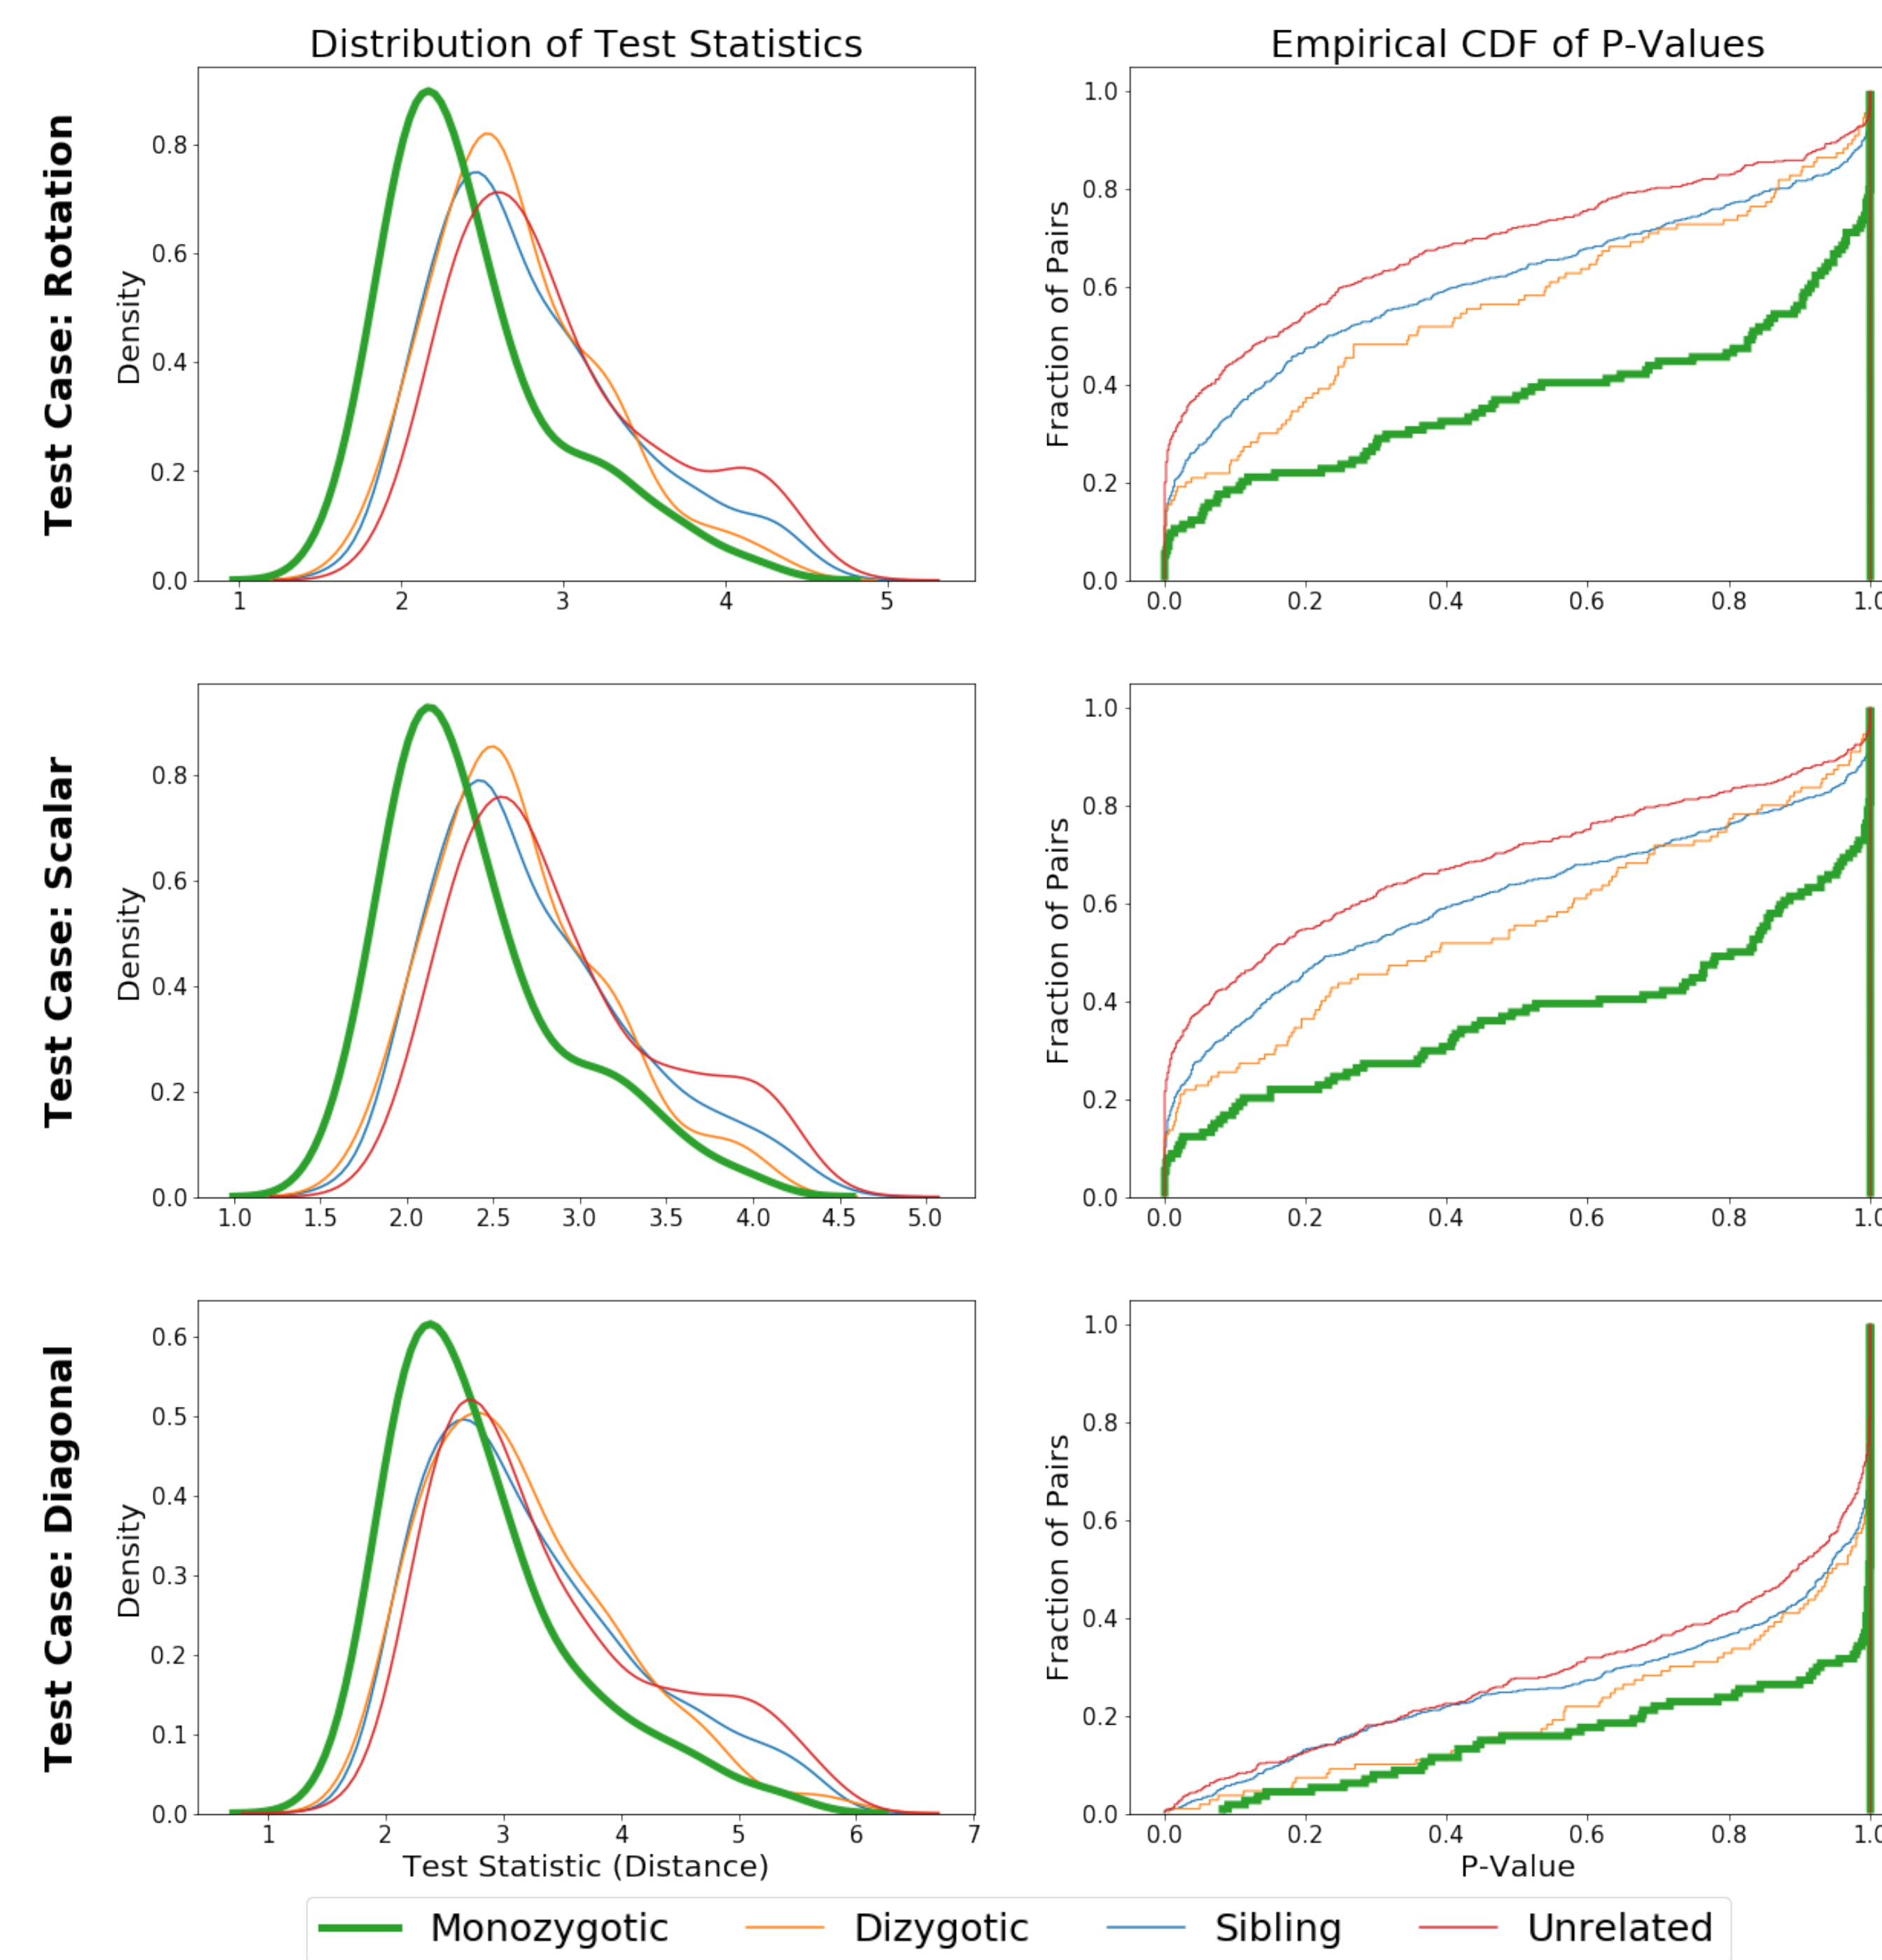 Distribution of Test Statistics
Empirical CDF of P-Values
Test Case: Rotation
Density
0.8
0.6
0.4
0.2
0.0
1 2 3 4 5
Fraction of Pairs
1.0
0.8
0.6
0.4
0.2
0.0
0.0 0.2 0.4 0.6 0.8 1.0
Test Case: Scalar
Density
0.8
0.6
0.4
0.2
0.0
1.0 1.5 2.0 2.5 3.0 3.5 4.0 4.5 5.0
Fraction of Pairs
1.0
0.8
0.6
0.4
0.2
0.0
0.0 0.2 0.4 0.6 0.8 1.0
Test Case: Diagonal
Density
0.6
0.5
0.4
0.3
0.2
0.1
0.0
1 2 3 4 5 6 7
Test Statistic (Distance)
Fraction of Pairs
1.0
0.8
0.6
0.4
0.2
0.0
0.0 0.2 0.4 0.6 0.8 1.0
P-Value
Monozygotic Dizygotic Sibling Unrelated